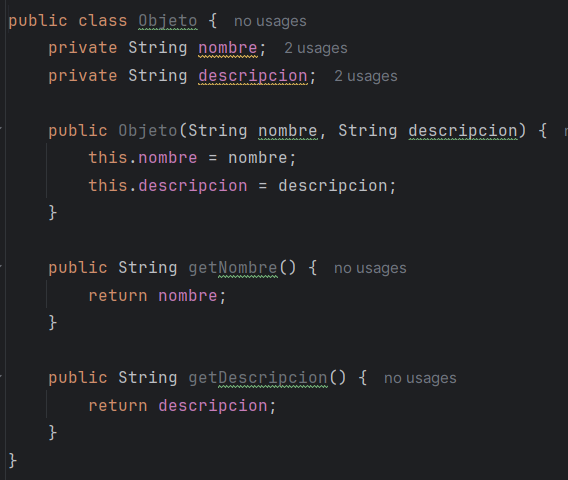 public class Objeto {  no usages
    private String nombre;  2 usages
    private String descripcion;  2 usages

    public Objeto(String nombre, String descripcion) {
        this.nombre = nombre;
        this.descripcion = descripcion;
    }

    public String getNombre() {  no usages
        return nombre;
    }

    public String getDescripcion() {  no usages
        return descripcion;
    }
}